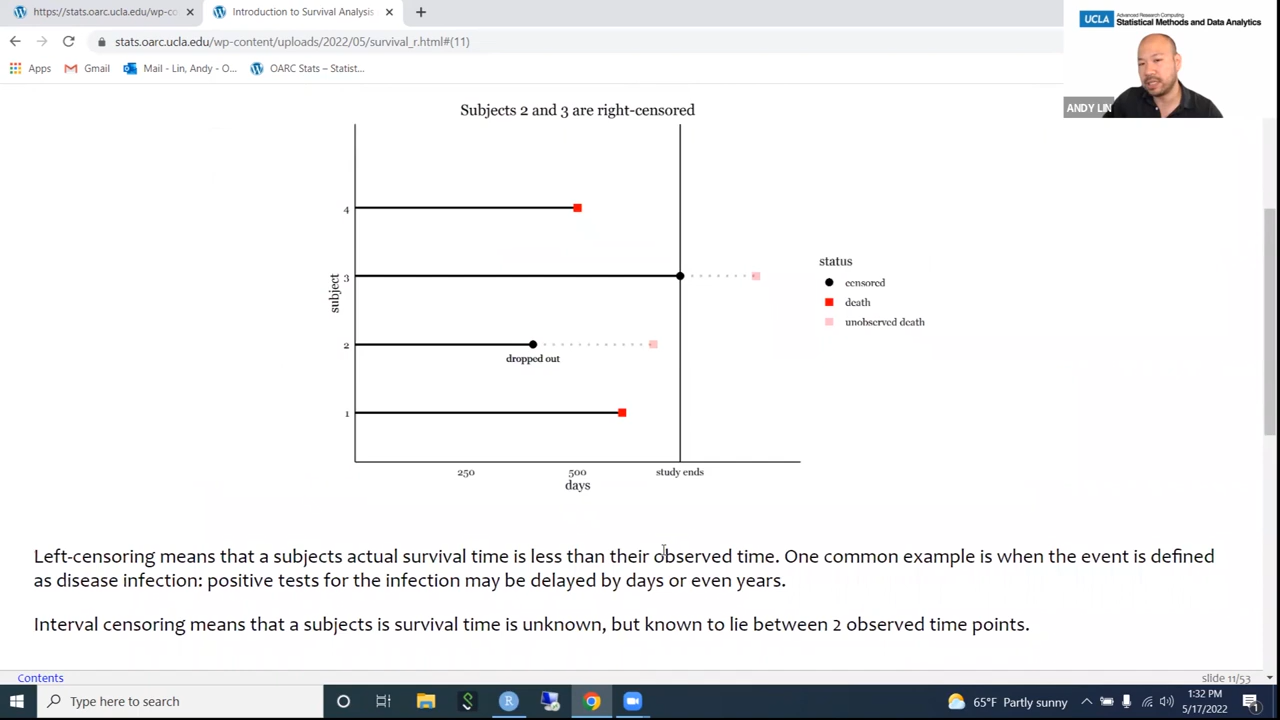 https://stats.oarc.ucla.edu/wp-co
Introduction to Survival Analysis
UCLA
Advanced Research Computing
Statistical Methods and Data Analytics
stats.oarc.ucla.edu/wp-content/uploads/2022/05/survival_r.html#(11)
Apps
Gmail
Mail - Lin, Andy - O...
OARC Stats – Statist...
ANDY LIN
Subjects 2 and 3 are right-censored
4
3
2
1
subject
dropped out
250
500
study ends
days
status
censored
death
unobserved death
Left-censoring means that a subjects actual survival time is less than their observed time. One common example is when the event is defined
as disease infection: positive tests for the infection may be delayed by days or even years.
Interval censoring means that a subjects is survival time is unknown, but known to lie between 2 observed time points.
Contents
slide 11/53
Type here to search
65°F Partly sunny
1:32 PM
5/17/2022